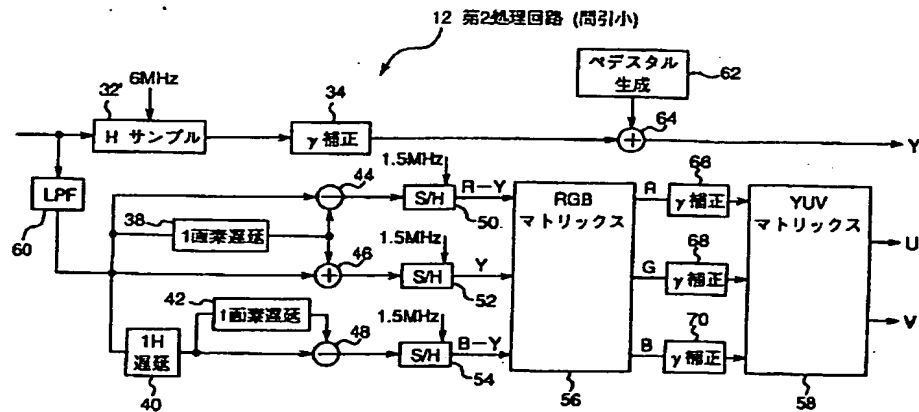 12 第2処理回路 (間引小)
ペデスタル
生成
62
6MHz
32'
34
H サンプル
γ 補正
64
Y
LPF
60
1.5MHz
44
S/H
R-Y
50
38
1画素遅延
1.5MHz
46
S/H
Y
52
42
1画素遅延
1.5MHz
48
S/H
B-Y
54
1H
遅延
40
RGB
マトリックス
56
R
66
γ 補正
G
68
γ 補正
B
70
γ 補正
YUV
マトリックス
58
U
V